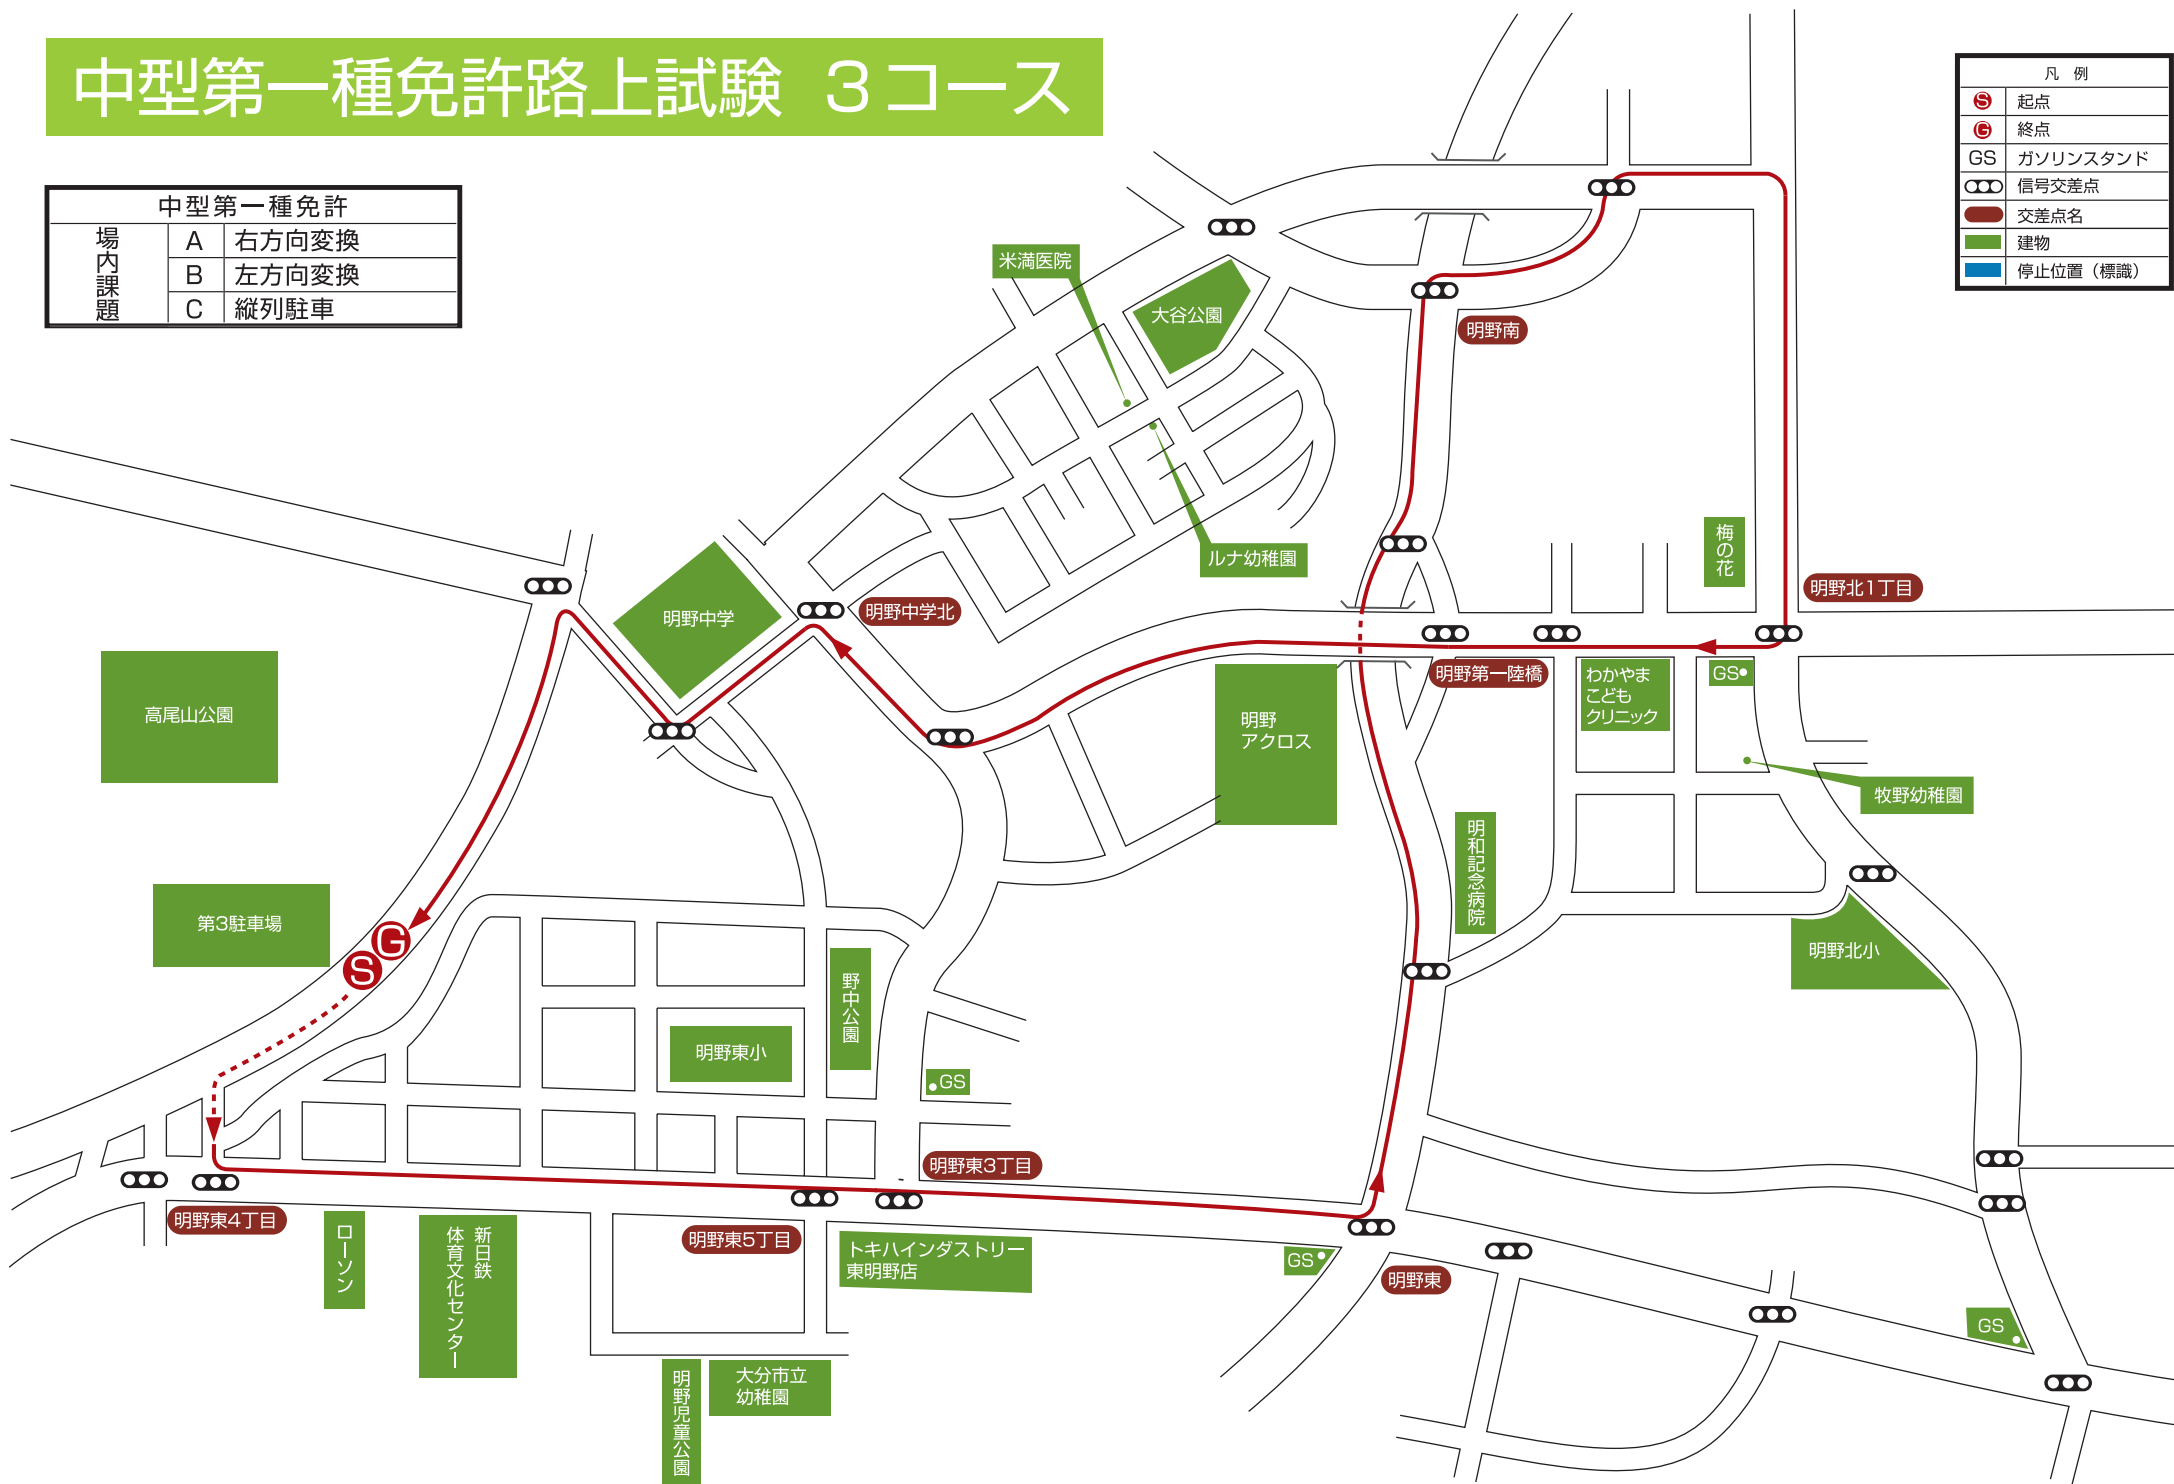 中型第一種免許路上試験 3コース
凡 例
S 起点
G 終点
GS ガソリンスタンド
信号交差点
交差点名
建物
停止位置（標識）
中型第一種免許
場内課題
A 右方向変換
B 左方向変換
C 縦列駐車
米満医院
大谷公園
明野南
ルナ幼稚園
梅の花
明野北1丁目
明野中学
明野中学北
高尾山公園
明野第一陸橋
わかやま
こども
クリニック
GS
明野
アクロス
牧野幼稚園
明和記念病院
第3駐車場
G
S
明野北小
野中公園
明野東小
GS
明野東3丁目
明野東4丁目
ローソン
新日鉄
体育文化センター
明野東5丁目
トキハインダストリー
東明野店
GS
明野東
GS
明野児童公園
大分市立
幼稚園